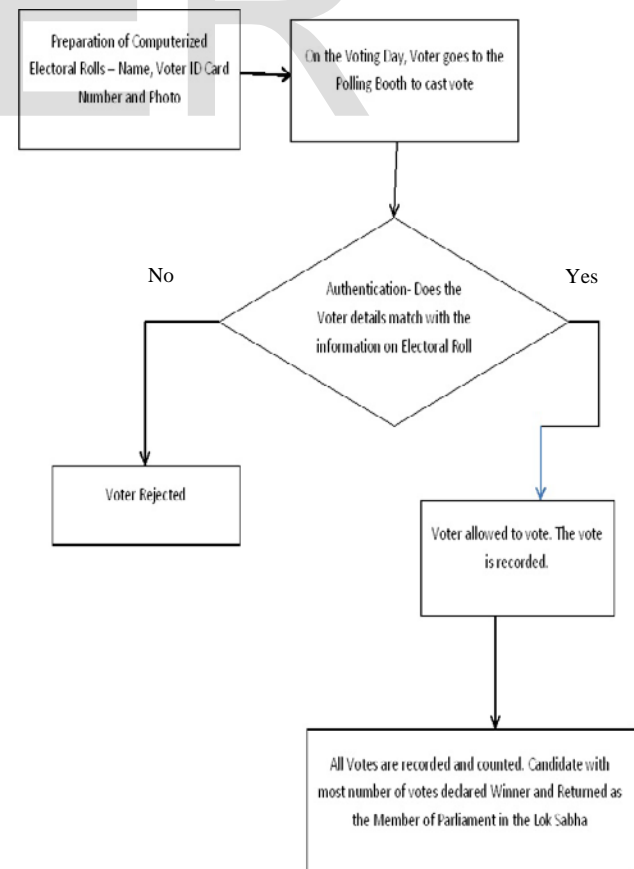 Preparation of Computerized
Electoral Rolls – Name, Voter ID Card
Number and Photo
On the Voting Day, Voter goes to the
Polling Booth to cast vote
No
Yes
Authentication- Does the
Voter details match with the
information on Electoral Roll
Voter Rejected
Voter allowed to vote. The vote
is recorded.
All Votes are recorded and counted. Candidate with
most number of votes declared Winner and Returned as
the Member of Parliament in the Lok Sabha